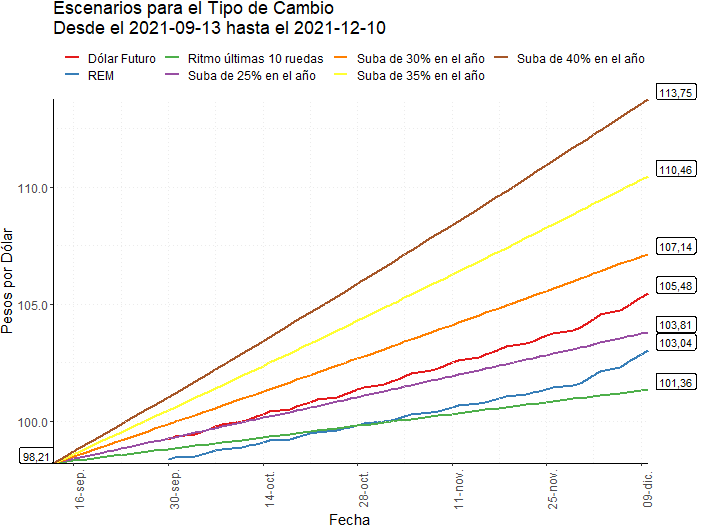 Escenarios para el Tipo de Cambio
Desde el 2021-09-13 hasta el 2021-12-10
Dólar Futuro
Ritmo últimas 10 ruedas
Suba de 30% en el año
Suba de 40% en el año
REM
Suba de 25% en el año
Suba de 35% en el año
113,75
110,46
107,14
105,48
103,81
103,04
101,36
98,21
110.0
105.0
100.0
Pesos por Dólar
16-sep.
30-sep.
14-oct.
28-oct.
11-nov.
25-nov.
09-dic.
Fecha